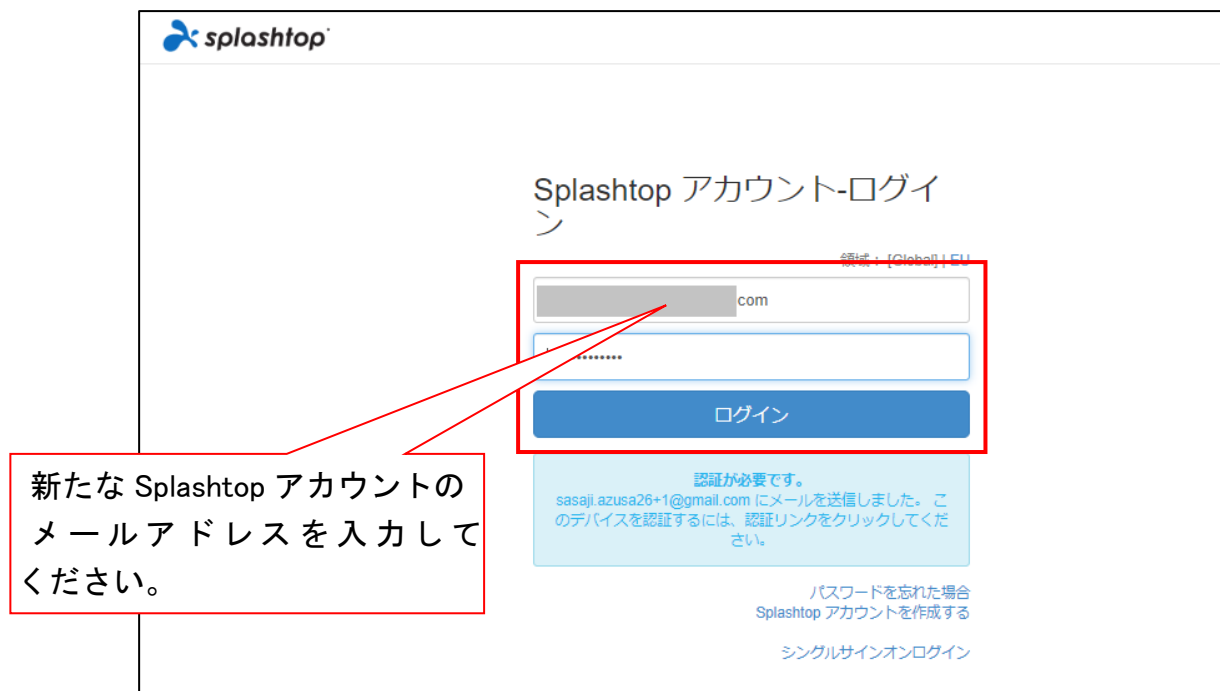 splashtop
Splashtop アカウント-ログイ
ン
領域： [Global] | EU
com
ログイン
認証が必要です。
sasaji.azusa26+1@gmail.com にメールを送信しました。 こ
のデバイスを認証するには、認証リンクをクリックしてくだ
さい。
新たな Splashtop アカウントの
メールアドレスを入力して
ください。
パスワードを忘れた場合
Splashtop アカウントを作成する
シングルサインオンログイン